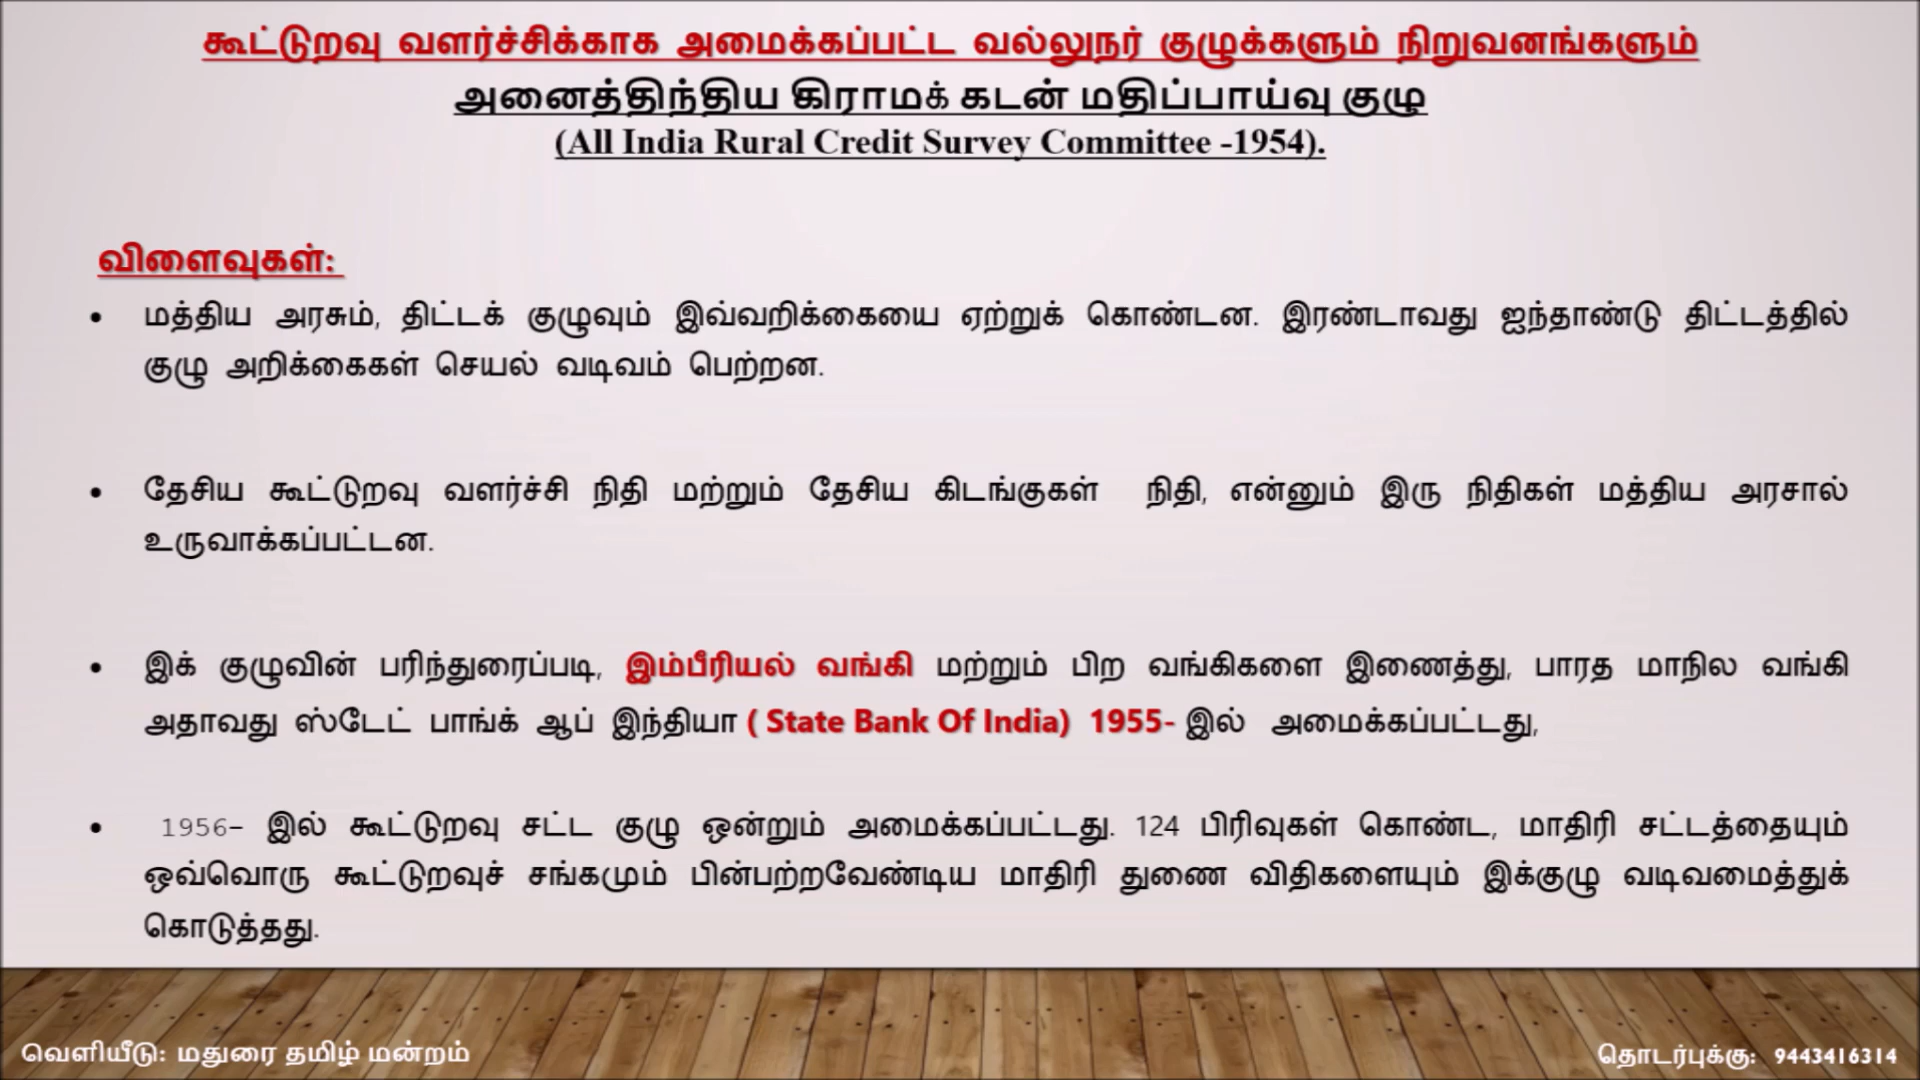 கூட்டுறவு வளர்ச்சிக்காக அமைக்கப்பட்ட வல்லுநர் குழுக்களும் நிறுவனங்களும்
அனைத்திந்திய கிராமக் கடன் மதிப்பாய்வு குழு
(All India Rural Credit Survey Committee -1954).
விளைவுகள்:
• மத்திய அரசும், திட்டக் குழுவும் இவ்வறிக்கையை ஏற்றுக் கொண்டன. இரண்டாவது ஐந்தாண்டு திட்டத்தில்
குழு அறிக்கைகள் செயல் வடிவம் பெற்றன.
• தேசிய கூட்டுறவு வளர்ச்சி நிதி மற்றும் தேசிய கிடங்குகள் நிதி, என்னும் இரு நிதிகள் மத்திய அரசால்
உருவாக்கப்பட்டன.
• இக் குழுவின் பரிந்துரைப்படி, இம்பீரியல் வங்கி மற்றும் பிற வங்கிகளை இணைத்து, பாரத மாநில வங்கி
அதாவது ஸ்டேட் பாங்க் ஆப் இந்தியா ( State Bank Of India) 1955- இல் அமைக்கப்பட்டது,
• 1956- இல் கூட்டுறவு சட்ட குழு ஒன்றும் அமைக்கப்பட்டது. 124 பிரிவுகள் கொண்ட, மாதிரி சட்டத்தையும்
ஒவ்வொரு கூட்டுறவுச் சங்கமும் பின்பற்றவேண்டிய மாதிரி துணை விதிகளையும் இக்குழு வடிவமைத்துக்
கொடுத்தது.
வெளியீடு: மதுரை தமிழ் மன்றம்
தொடர்புக்கு: 9443416314